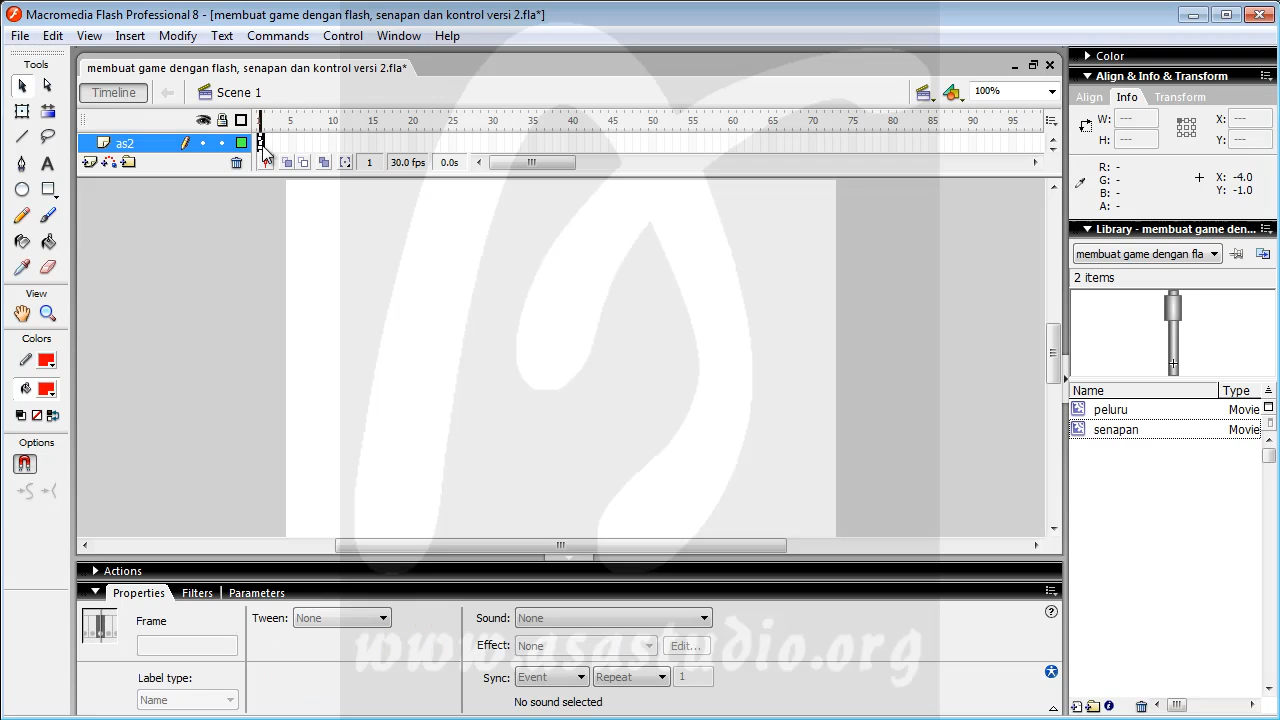 Macromedia Flash Professional 8 - [membuat game dengan flash, senapan dan kontrol versi 2.fla*]
File Edit View Insert Modify Text Commands Control Window Help
Tools
View
Colors
Options
membuat game dengan flash, senapan dan kontrol versi 2.fla*
Timeline
Scene 1
100%
5 10 15 20 25 30 35 40 45 50 55 60 65 70 75 80 85 90 95
as2
1 30.0 fps 0.0s
Actions
Properties Filters Parameters
Frame
Label type:
Name
Tween: None
Sound: None
Effect: None Edit...
Sync: Event Repeat 1
No sound selected
Color
Align & Info & Transform
Align Info Transform
W: --- X: ---
H: --- Y: ---
R: -
G: -
B: -
A: -
X: -4.0
Y: -1.0
Library - membuat game den...
membuat game dengan fla
2 items
Name Type
peluru Movie
senapan Movie
www.asastudio.org